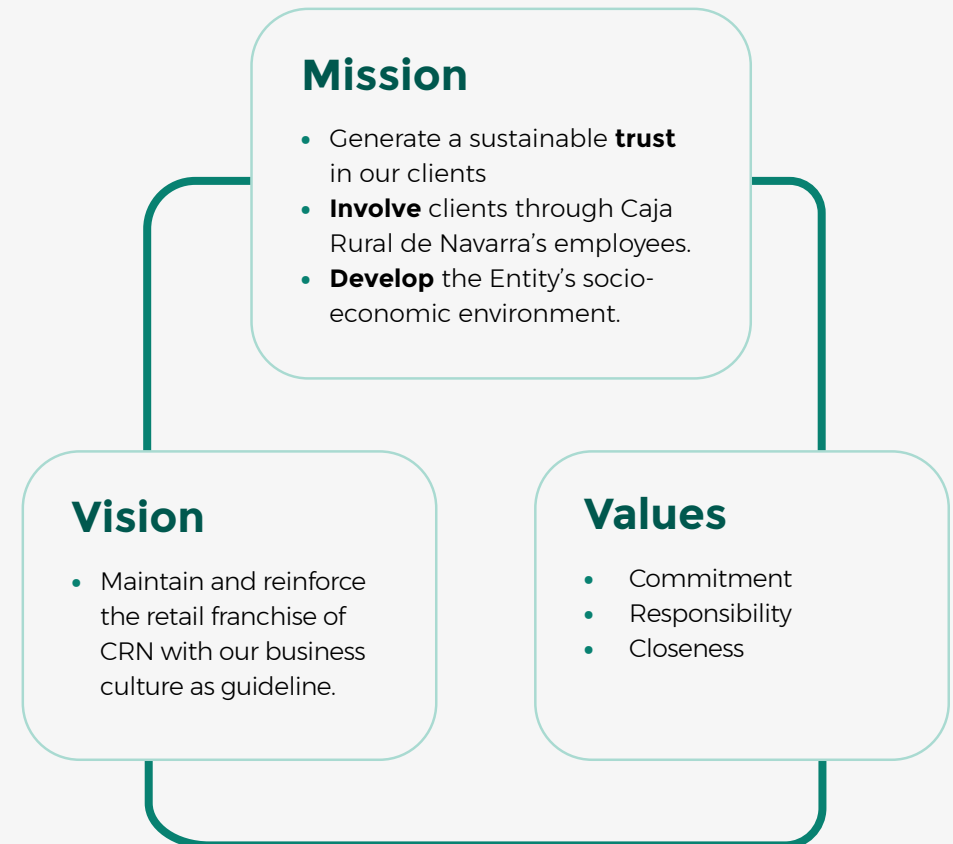 Mission
• Generate a sustainable trust
in our clients
• Involve clients through Caja
Rural de Navarra’s employees.
• Develop the Entity’s socio-
economic environment.
Vision
• Maintain and reinforce
the retail franchise of
CRN with our business
culture as guideline.
Values
• Commitment
• Responsibility
• Closeness